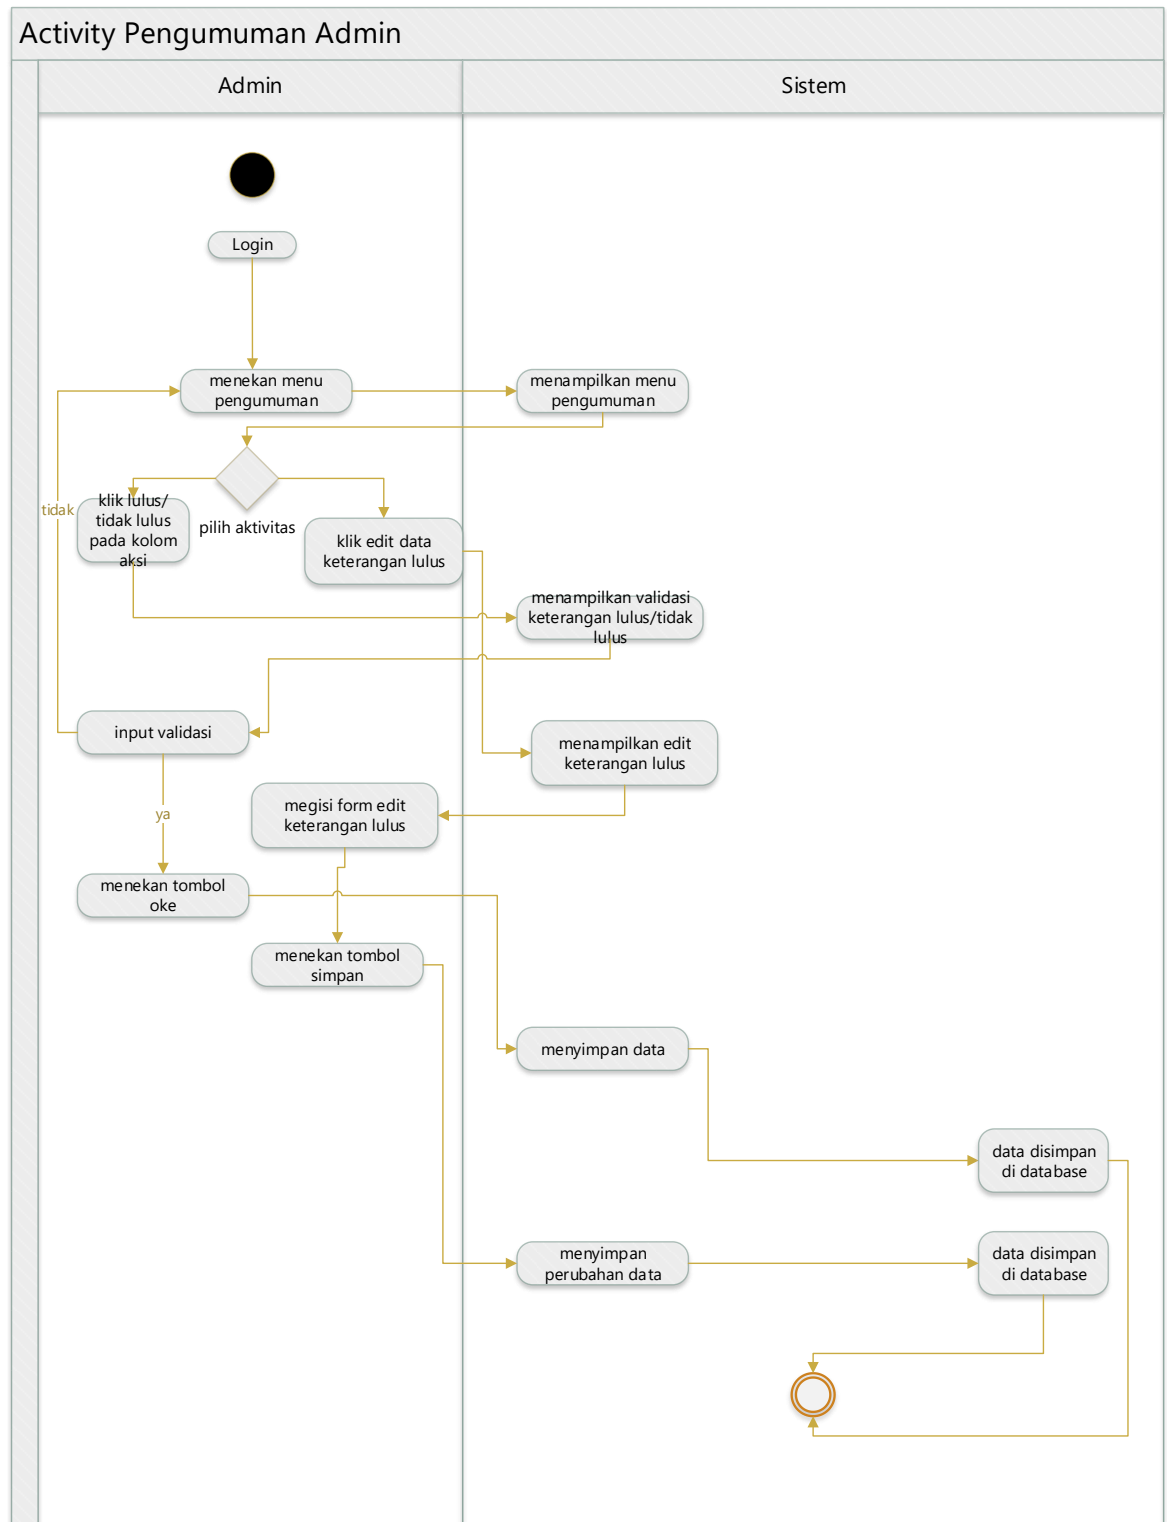 Activity Pengumuman Admin
Admin
Sistem
Login
menekan menu
pengumuman
menampilkan menu
pengumuman
tidak
klik lulus/
tidak lulus
pada kolom
aksi
pilih aktivitas
klik edit data
keterangan lulus
menampilkan validasi
keterangan lulus/tidak
lulus
input validasi
menampilkan edit
keterangan lulus
megisi form edit
keterangan lulus
ya
menekan tombol
oke
menekan tombol
simpan
menyimpan data
data disimpan
di database
menyimpan
perubahan data
data disimpan
di database